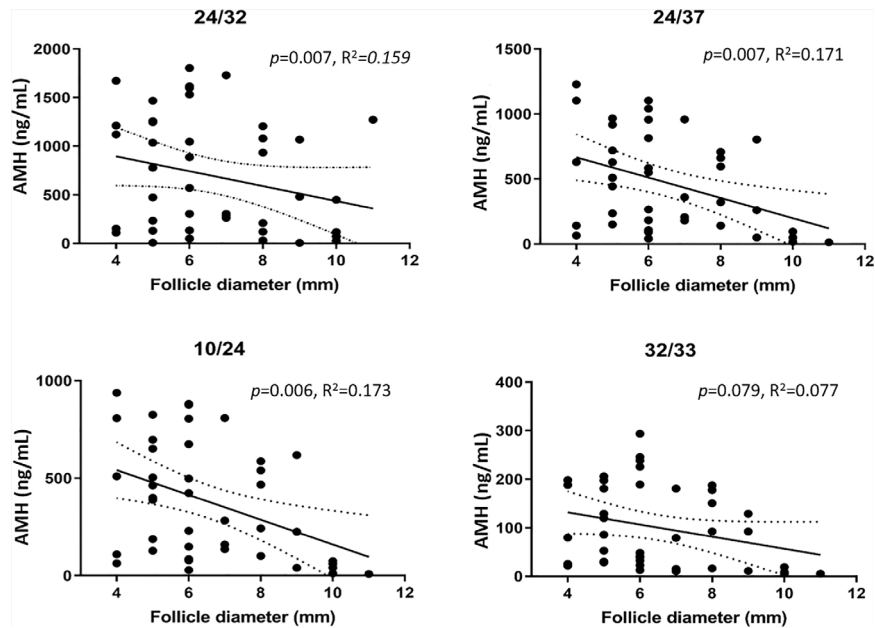 24/32
p=0.007, R²=0.159
AMH (ng/mL)
2000
1500
1000
500
0
4 6 8 10 12
Follicle diameter (mm)
24/37
p=0.007, R²=0.171
AMH (ng/mL)
1500
1000
500
0
4 6 8 10 12
Follicle diameter (mm)
10/24
p=0.006, R²=0.173
AMH (ng/mL)
1000
500
0
4 6 8 10 12
Follicle diameter (mm)
32/33
p=0.079, R²=0.077
AMH (ng/mL)
400
300
200
100
0
4 6 8 10 12
Follicle diameter (mm)